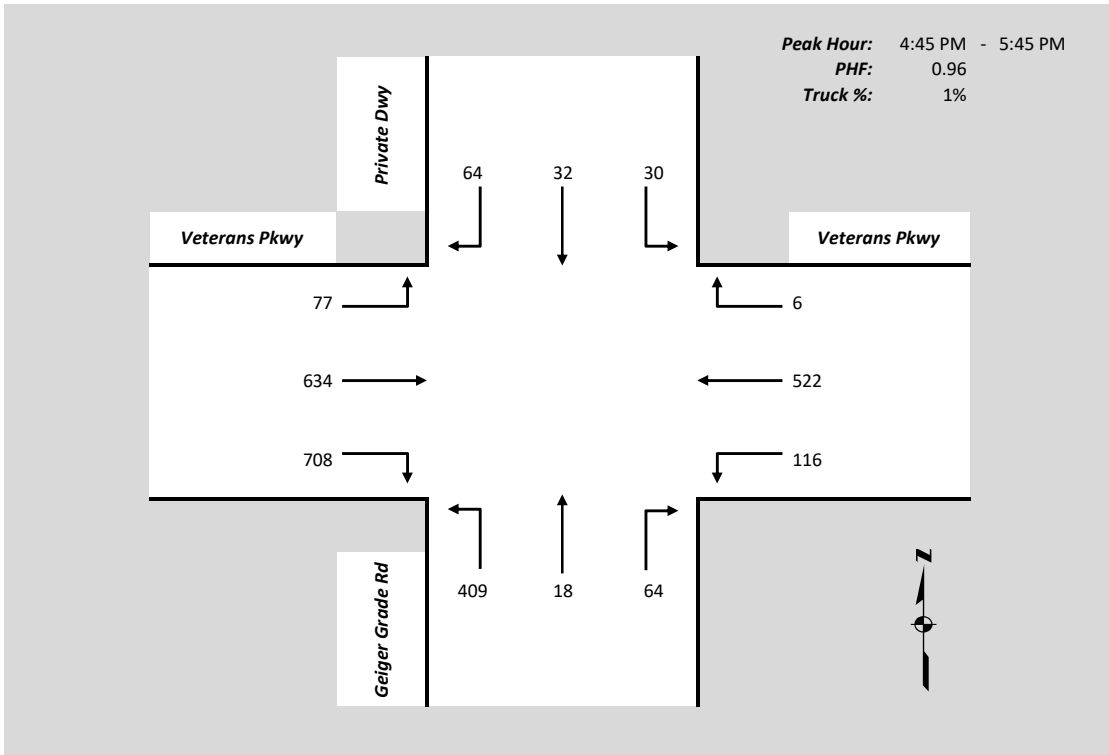 Peak Hour: 4:45 PM - 5:45 PM
PHF: 0.96
Truck %: 1%
Private Dwy
64 32 30
Veterans Pkwy
Veterans Pkwy
77
6
634
522
708
116
409 18 64
Geiger Grade Rd
N